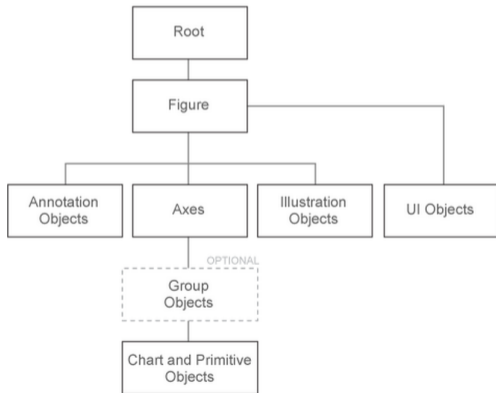 Root
Figure
Annotation
Objects
Axes
Illustration
Objects
UI Objects
OPTIONAL
Group
Objects
Chart and Primitive
Objects